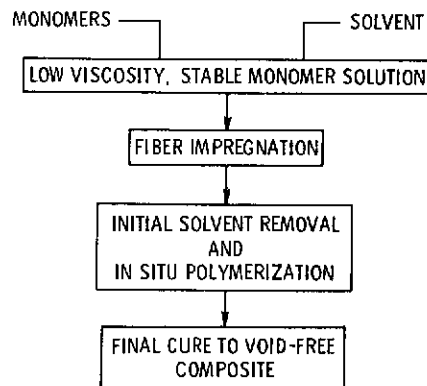 MONOMERS
SOLVENT
LOW VISCOSITY, STABLE MONOMER SOLUTION
FIBER IMPREGNATION
INITIAL SOLVENT REMOVAL
AND
IN SITU POLYMERIZATION
FINAL CURE TO VOID-FREE
COMPOSITE